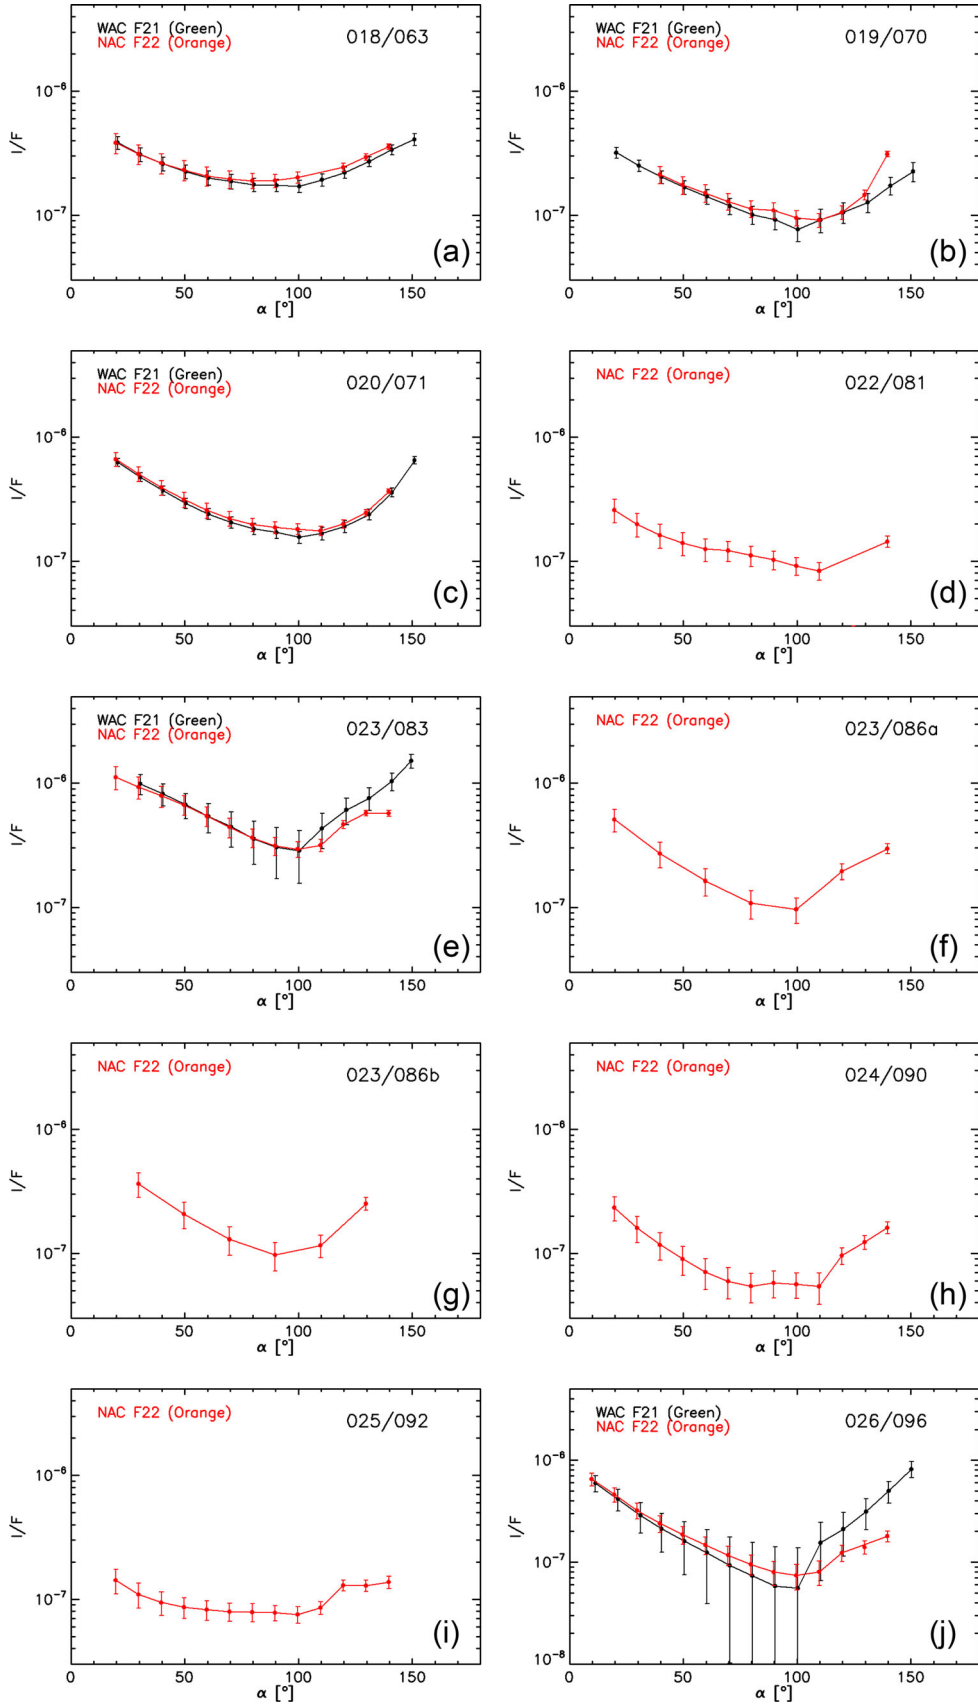 WAC F21 (Green)
NAC F22 (Orange)
018/063
10⁻⁶
10⁻⁷
I/F
(a)
0 50 100 150
α [°]
WAC F21 (Green)
NAC F22 (Orange)
019/070
10⁻⁶
10⁻⁷
I/F
(b)
0 50 100 150
α [°]
WAC F21 (Green)
NAC F22 (Orange)
020/071
10⁻⁶
10⁻⁷
I/F
(c)
0 50 100 150
α [°]
NAC F22 (Orange)
022/081
10⁻⁶
10⁻⁷
I/F
(d)
0 50 100 150
α [°]
WAC F21 (Green)
NAC F22 (Orange)
023/083
10⁻⁶
10⁻⁷
I/F
(e)
0 50 100 150
α [°]
NAC F22 (Orange)
023/086a
10⁻⁶
10⁻⁷
I/F
(f)
0 50 100 150
α [°]
NAC F22 (Orange)
023/086b
10⁻⁶
10⁻⁷
I/F
(g)
0 50 100 150
α [°]
NAC F22 (Orange)
024/090
10⁻⁶
10⁻⁷
I/F
(h)
0 50 100 150
α [°]
NAC F22 (Orange)
025/092
10⁻⁶
10⁻⁷
I/F
(i)
0 50 100 150
α [°]
WAC F21 (Green)
NAC F22 (Orange)
026/096
10⁻⁶
10⁻⁷
10⁻⁸
I/F
(j)
0 50 100 150
α [°]